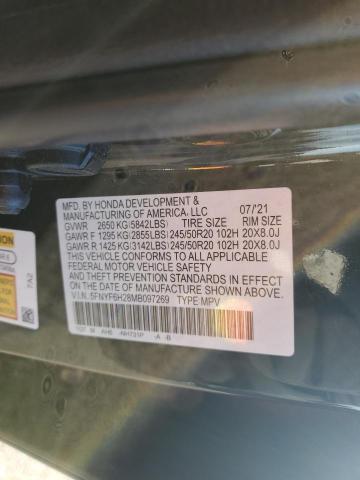 MFD. BY HONDA DEVELOPMENT &
MANUFACTURING OF AMERICA, LLC 07/'21
GVWR 2650 KG(5842LBS) TIRE SIZE RIM SIZE
GAWR F 1295 KG(2855LBS) 245/50R20 102H 20X8.0J
GAWR R 1425 KG(3142LBS) 245/50R20 102H 20X8.0J
THIS VEHICLE CONFORMS TO ALL APPLICABLE
FEDERAL MOTOR VEHICLE SAFETY AND
THEFT PREVENTION STANDARDS IN EFFECT ON
THE DATE OF MANUFACTURE SHOWN ABOVE.
V.I.N.:5FNYF6H28MB097269 TYPE:MPV
NH731P -A -B